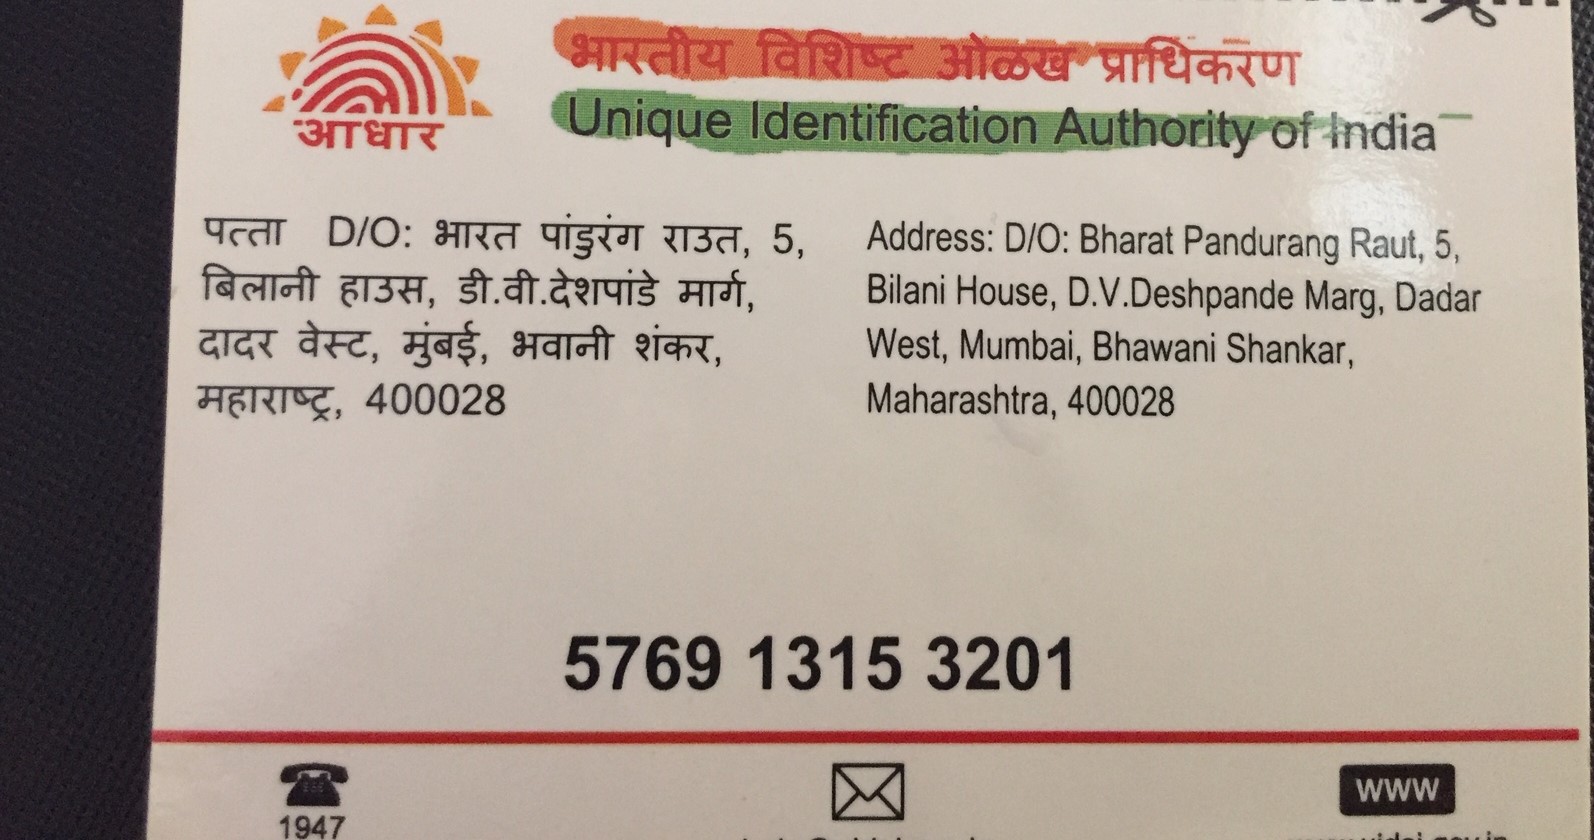 आधार
भारतीय विशिष्ट ओळख प्राधिकरण
Unique Identification Authority of India
पत्ता D/O: भारत पांडुरंग राउत, 5,
बिलानी हाउस, डी.वी.देशपांडे मार्ग,
दादर वेस्ट, मुंबई, भवानी शंकर,
महाराष्ट्र, 400028
Address: D/O: Bharat Pandurang Raut, 5,
Bilani House, D.V.Deshpande Marg, Dadar
West, Mumbai, Bhawani Shankar,
Maharashtra, 400028
5769 1315 3201
1947
WWW